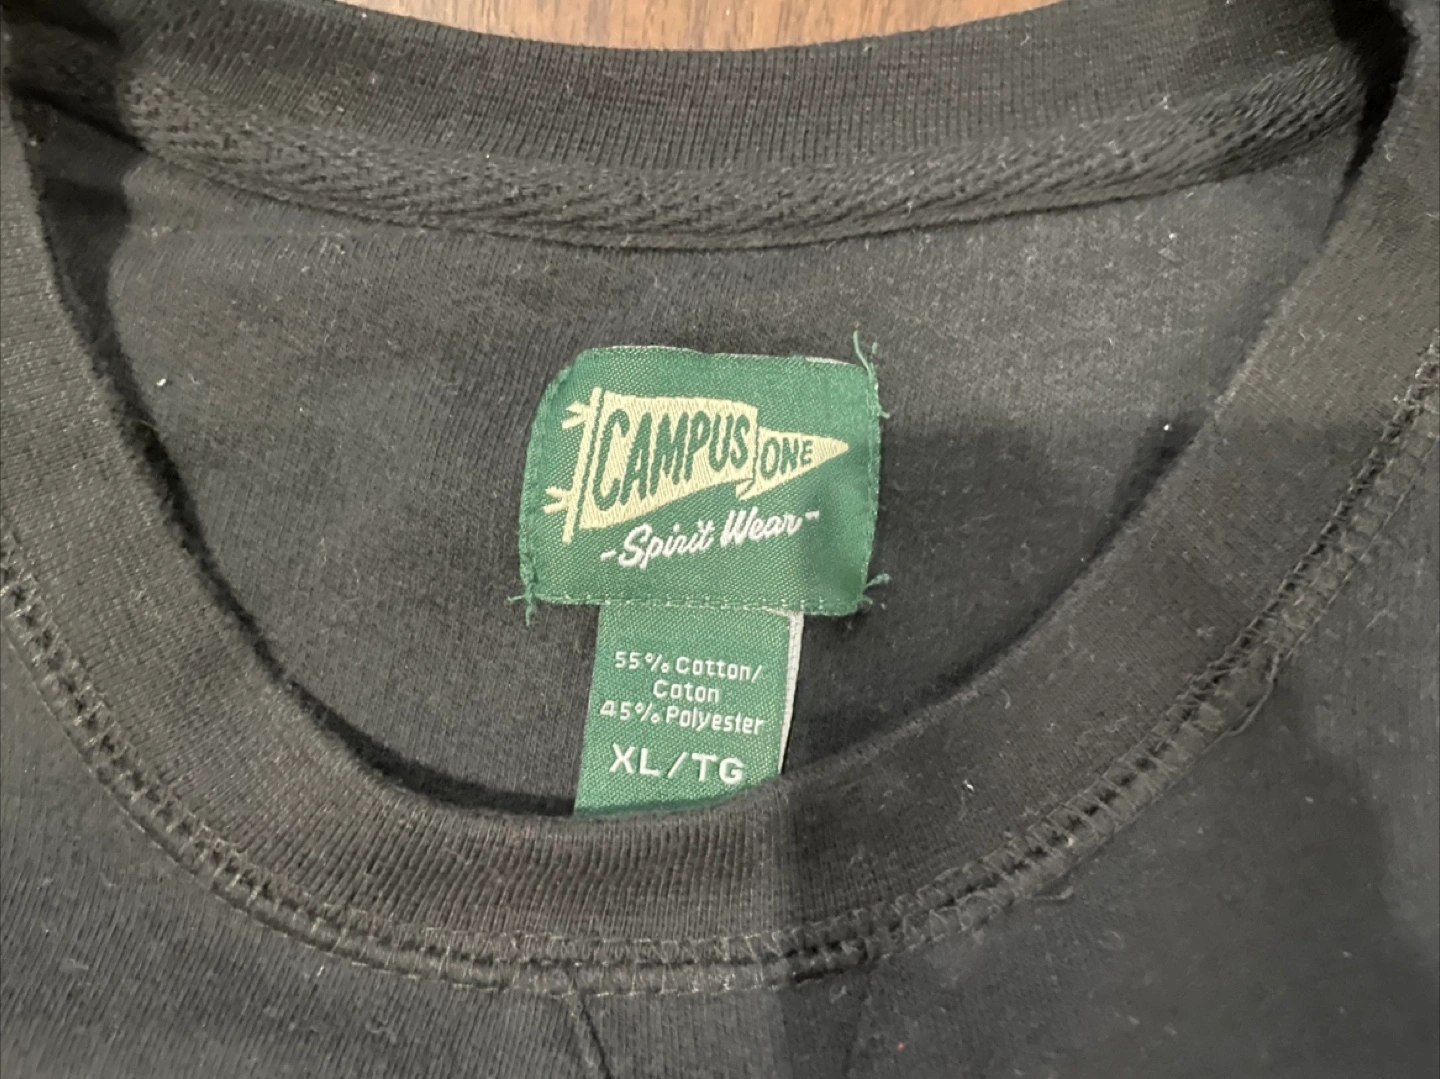 CAMPUS ONE
-Spirit Wear-
55% Cotton/
Coton
45% Polyester
XL/TG